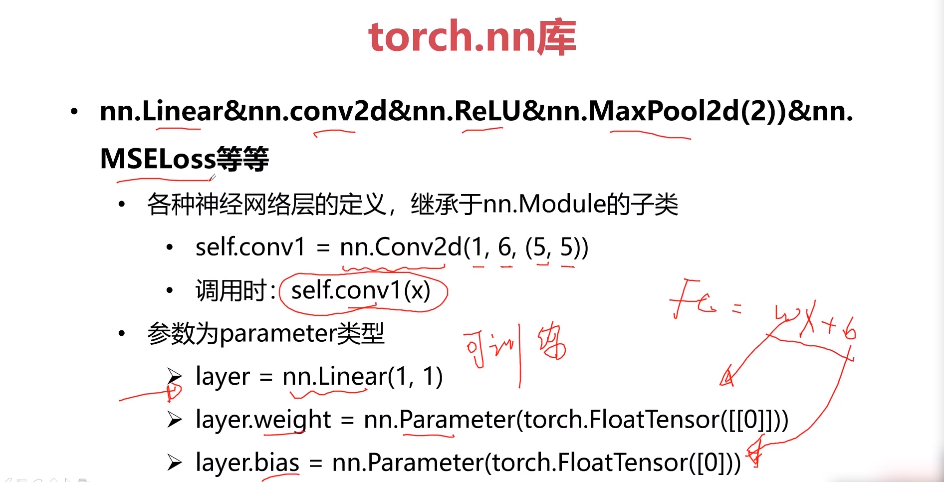 torch.nn库
• nn.Linear&nn.conv2d&nn.ReLU&nn.MaxPool2d(2))&nn.
MSELoss等等
• 各种神经网络层的定义，继承于nn.Module的子类
• self.conv1 = nn.Conv2d(1, 6, (5, 5))
• 调用时：self.conv1(x)
FC = wX+b
• 参数为parameter类型
可训练
➢ layer = nn.Linear(1, 1)
➢ layer.weight = nn.Parameter(torch.FloatTensor([[0]]))
➢ layer.bias = nn.Parameter(torch.FloatTensor([0]))